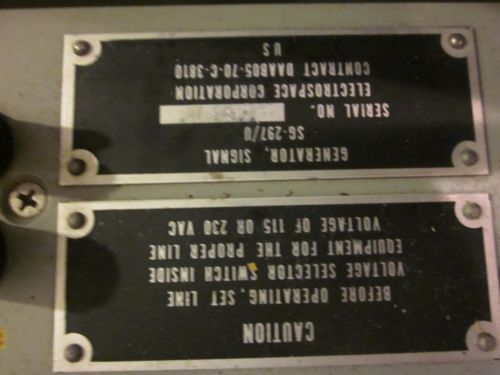 CAUTION
BEFORE OPERATING, SET LINE
VOLTAGE SELECTOR SWITCH INSIDE
EQUIPMENT FOR THE PROPER LINE
VOLTAGE OF 115 OR 230 VAC
GENERATOR, SIGNAL
SG-297/U
SERIAL NO.
ELECTROSPACE CORPORATION
CONTRACT DAAB05-70-C-3810
US